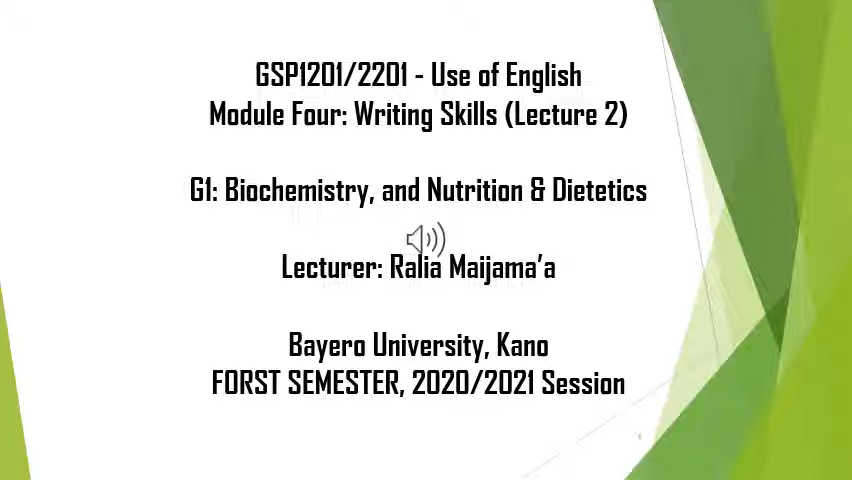 GSP1201/2201 - Use of English
Module Four: Writing Skills (Lecture 2)
G1: Biochemistry, and Nutrition & Dietetics
Lecturer: Ralia Maijama’a
Bayero University, Kano
FORST SEMESTER, 2020/2021 Session